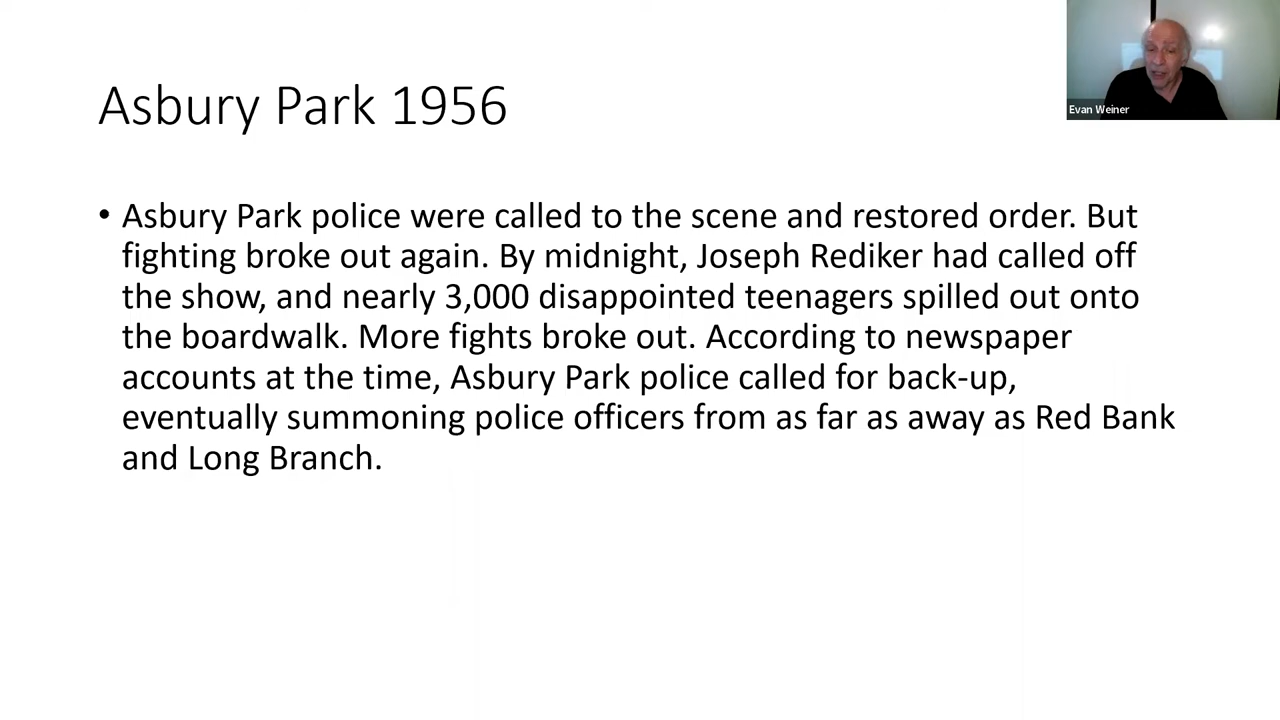 Asbury Park 1956
Evan Weiner
• Asbury Park police were called to the scene and restored order. But
fighting broke out again. By midnight, Joseph Rediker had called off
the show, and nearly 3,000 disappointed teenagers spilled out onto
the boardwalk. More fights broke out. According to newspaper
accounts at the time, Asbury Park police called for back-up,
eventually summoning police officers from as far as away as Red Bank
and Long Branch.